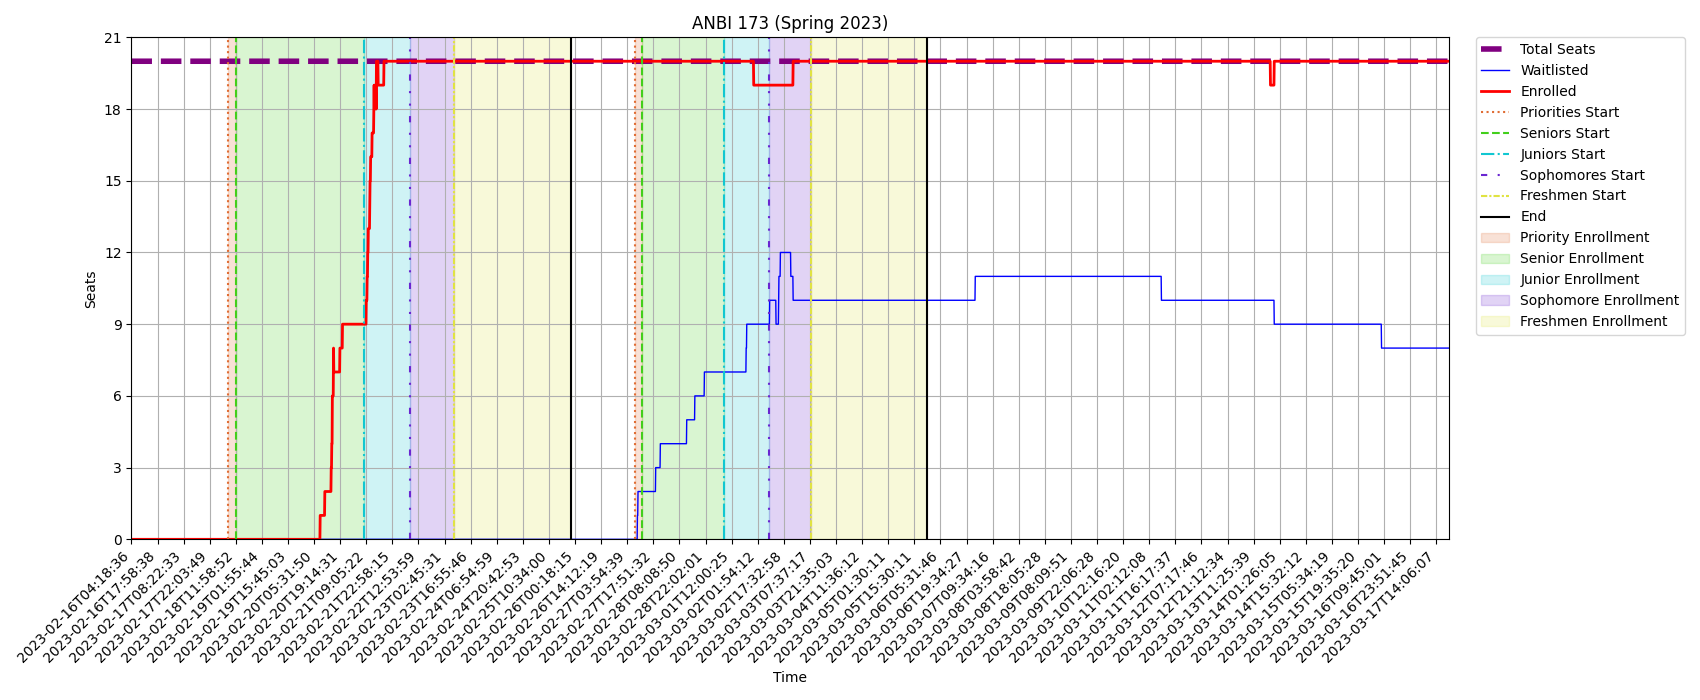 ANBI 173 (Spring 2023)
21
18
15
12
9
6
3
0
Seats
2023-02-16T04:18:36
2023-02-16T17:58:38
2023-02-17T08:22:33
2023-02-17T22:03:49
2023-02-18T11:58:52
2023-02-19T01:55:44
2023-02-19T15:45:03
2023-02-20T05:31:50
2023-02-20T19:14:31
2023-02-21T09:05:22
2023-02-21T22:58:15
2023-02-22T12:53:59
2023-02-23T02:45:31
2023-02-23T16:55:46
2023-02-24T06:54:59
2023-02-24T20:42:53
2023-02-25T10:34:00
2023-02-26T00:18:15
2023-02-26T14:12:19
2023-02-27T03:54:39
2023-02-27T17:51:32
2023-02-28T08:08:50
2023-02-28T22:02:01
2023-03-01T12:00:25
2023-03-02T01:54:12
2023-03-02T17:32:58
2023-03-03T07:37:17
2023-03-03T21:35:03
2023-03-04T11:36:12
2023-03-05T01:30:11
2023-03-05T15:30:11
2023-03-06T05:31:46
2023-03-06T19:34:27
2023-03-07T09:34:16
2023-03-08T03:58:42
2023-03-08T18:05:28
2023-03-09T08:09:51
2023-03-09T22:06:28
2023-03-10T12:16:20
2023-03-11T02:12:08
2023-03-11T16:17:37
2023-03-12T07:17:46
2023-03-12T21:12:34
2023-03-13T11:25:39
2023-03-14T01:26:05
2023-03-14T15:32:12
2023-03-15T05:34:19
2023-03-15T19:35:20
2023-03-16T09:45:01
2023-03-16T23:51:45
2023-03-17T14:06:07
Time
Total Seats
Waitlisted
Enrolled
Priorities Start
Seniors Start
Juniors Start
Sophomores Start
Freshmen Start
End
Priority Enrollment
Senior Enrollment
Junior Enrollment
Sophomore Enrollment
Freshmen Enrollment